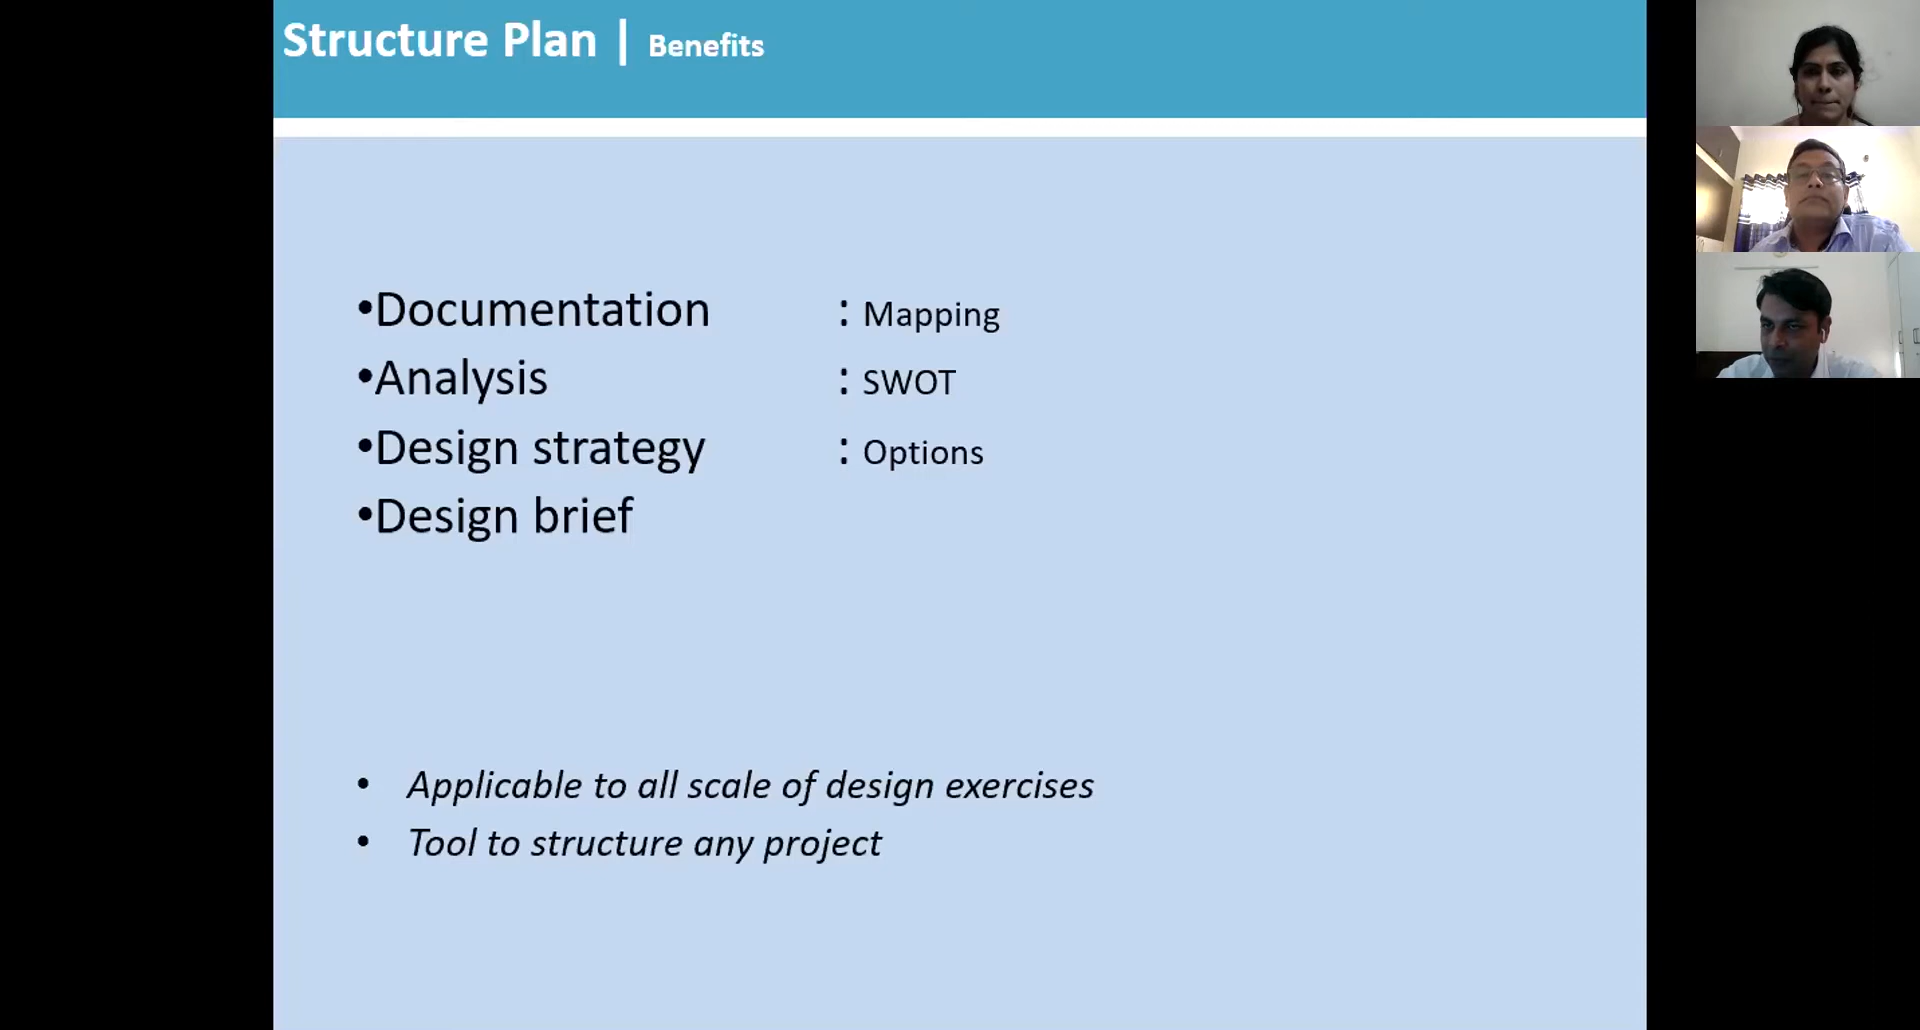 Structure Plan | Benefits
•Documentation : Mapping
•Analysis : SWOT
•Design strategy : Options
•Design brief
• Applicable to all scale of design exercises
• Tool to structure any project